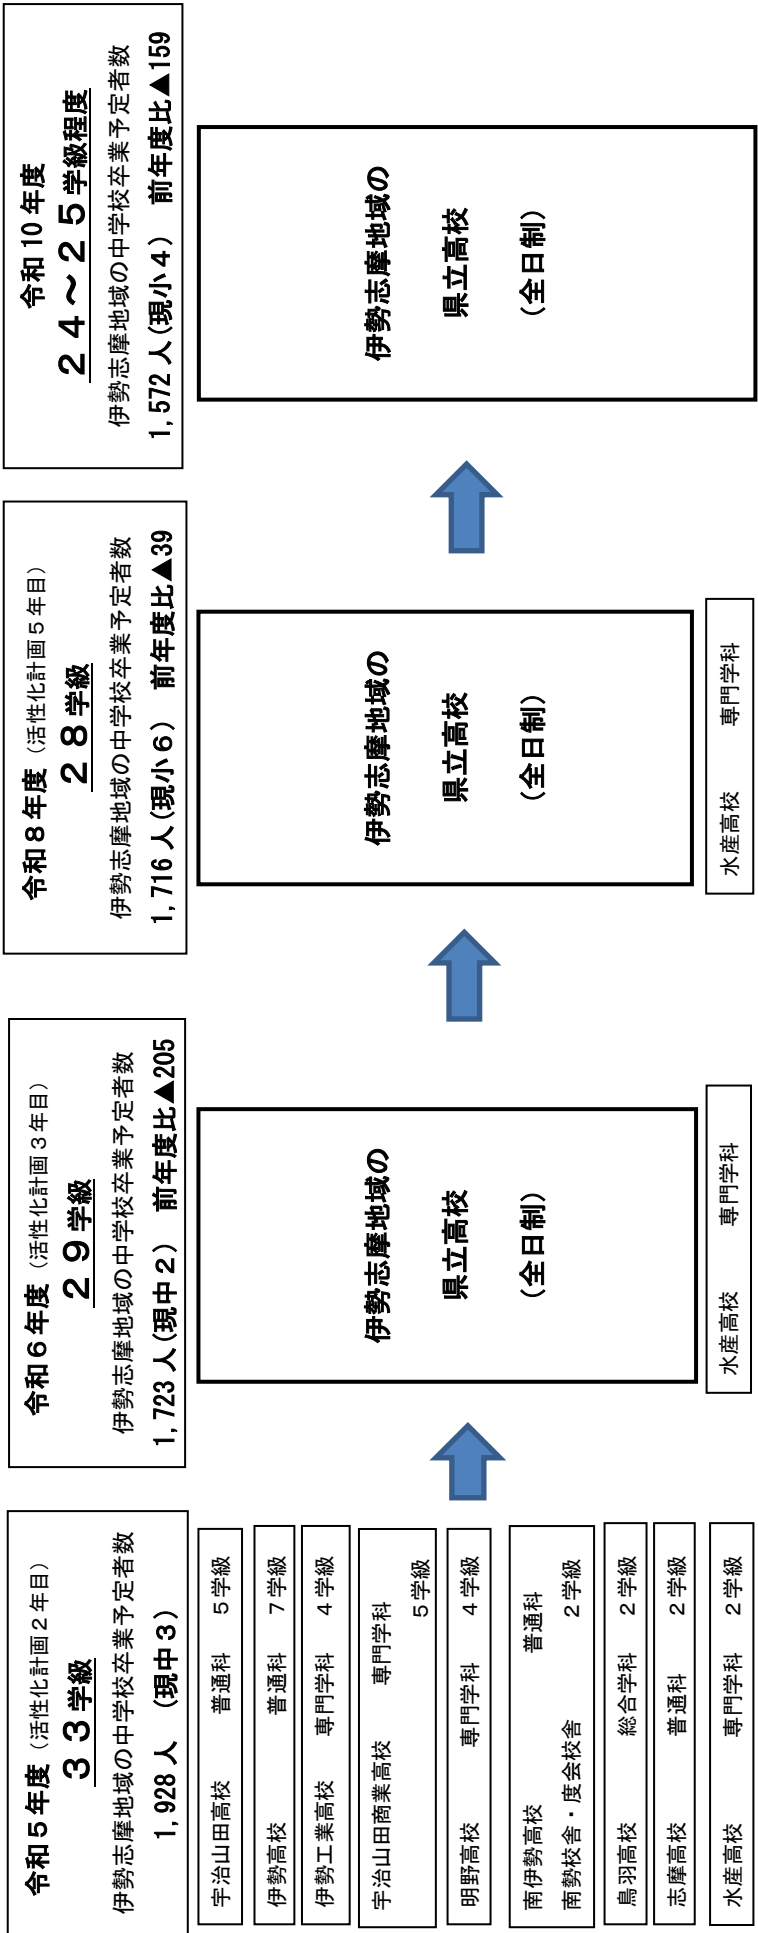 令和５年度（活性化計画２年目）
３３学級
伊勢志摩地域の中学校卒業予定者数
1,928 人 （現中３）
宇治山田高校 普通科 ５学級
伊勢高校 普通科 ７学級
伊勢工業高校 専門学科 ４学級
宇治山田商業高校 専門学科
５学級
明野高校 専門学科 ４学級
南伊勢高校 普通科
南勢校舎・度会校舎 ２学級
鳥羽高校 総合学科 ２学級
志摩高校 普通科 ２学級
水産高校 専門学科 ２学級
令和６年度（活性化計画３年目）
２９学級
伊勢志摩地域の中学校卒業予定者数
1,723 人（現中２） 前年度比▲205
伊勢志摩地域の
県立高校
（全日制）
水産高校 専門学科
令和８年度（活性化計画５年目）
２８学級
伊勢志摩地域の中学校卒業予定者数
1,716 人（現小６） 前年度比▲39
伊勢志摩地域の
県立高校
（全日制）
水産高校 専門学科
令和 10 年度
２４～２５学級程度
伊勢志摩地域の中学校卒業予定者数
1,572 人（現小４） 前年度比▲159
伊勢志摩地域の
県立高校
（全日制）